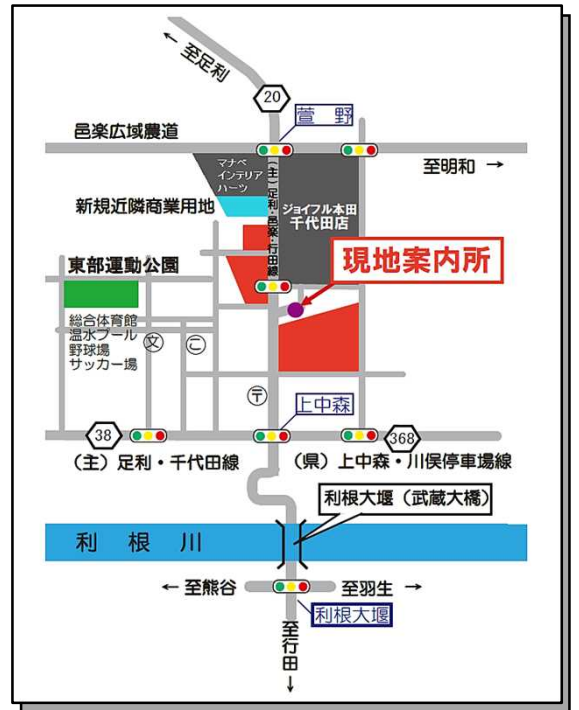 ← 至足利
20
萱野
邑楽広域農道
至明和 →
マナベ
インテリア
ハーツ
(主)足利・邑楽・行田線
ジョイフル本田
千代田店
新規近隣商業用地
現地案内所
東部運動公園
総合体育館
温水プール
野球場
サッカー場
文
こ
〒
上中森
38
368
(主)足利・千代田線
(県)上中森・川俣停車場線
利根大堰(武蔵大橋)
利根川
← 至熊谷
至羽生 →
利根大堰
至行田
↓